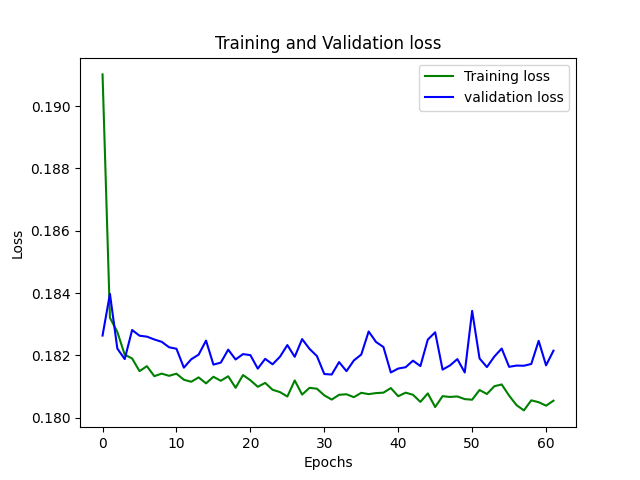 Training and Validation loss
Training loss
validation loss
0.190
0.188
0.186
0.184
0.182
0.180
Loss
0 10 20 30 40 50 60
Epochs